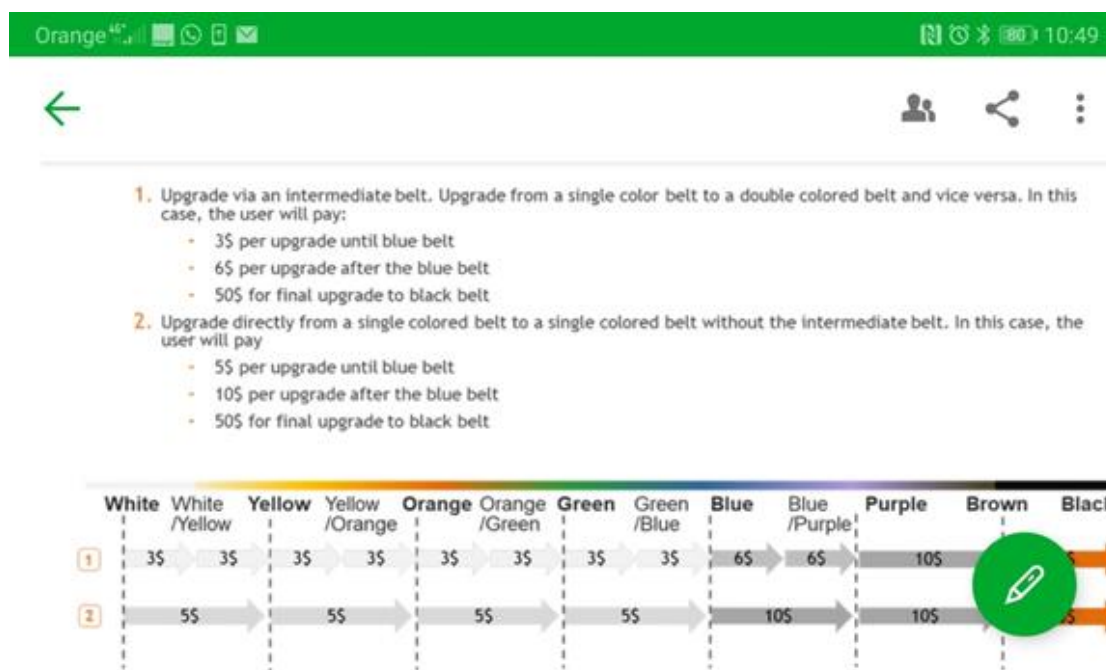 Orange 10:49
1. Upgrade via an intermediate belt. Upgrade from a single color belt to a double colored belt and vice versa. In this
case, the user will pay:
- 3$ per upgrade until blue belt
- 6$ per upgrade after the blue belt
- 50$ for final upgrade to black belt
2. Upgrade directly from a single colored belt to a single colored belt without the intermediate belt. In this case, the
user will pay
- 5$ per upgrade until blue belt
- 10$ per upgrade after the blue belt
- 50$ for final upgrade to black belt
White White Yellow Yellow Orange Orange Green Green Blue Blue Purple Brown Blac
/Yellow /Orange /Green /Blue /Purple
1 3$ 3$ 3$ 3$ 3$ 3$ 3$ 3$ 6$ 6$ 10$
2 5$ 5$ 5$ 5$ 10$ 10$